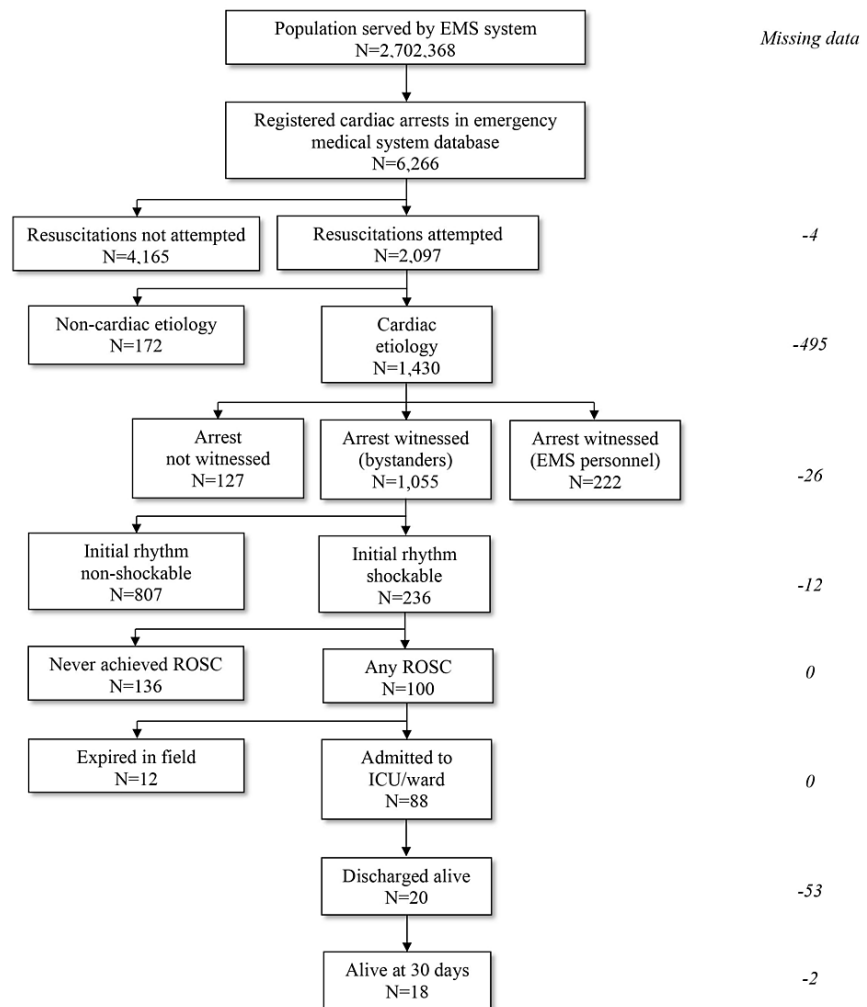 Population served by EMS system
N=2,702,368
Missing data
Registered cardiac arrests in emergency
medical system database
N=6,266
Resuscitations not attempted
N=4,165
Resuscitations attempted
N=2,097
-4
Non-cardiac etiology
N=172
Cardiac
etiology
N=1,430
-495
Arrest
not witnessed
N=127
Arrest witnessed
(bystanders)
N=1,055
Arrest witnessed
(EMS personnel)
N=222
-26
Initial rhythm
non-shockable
N=807
Initial rhythm
shockable
N=236
-12
Never achieved ROSC
N=136
Any ROSC
N=100
0
Expired in field
N=12
Admitted to
ICU/ward
N=88
0
Discharged alive
N=20
-53
Alive at 30 days
N=18
-2